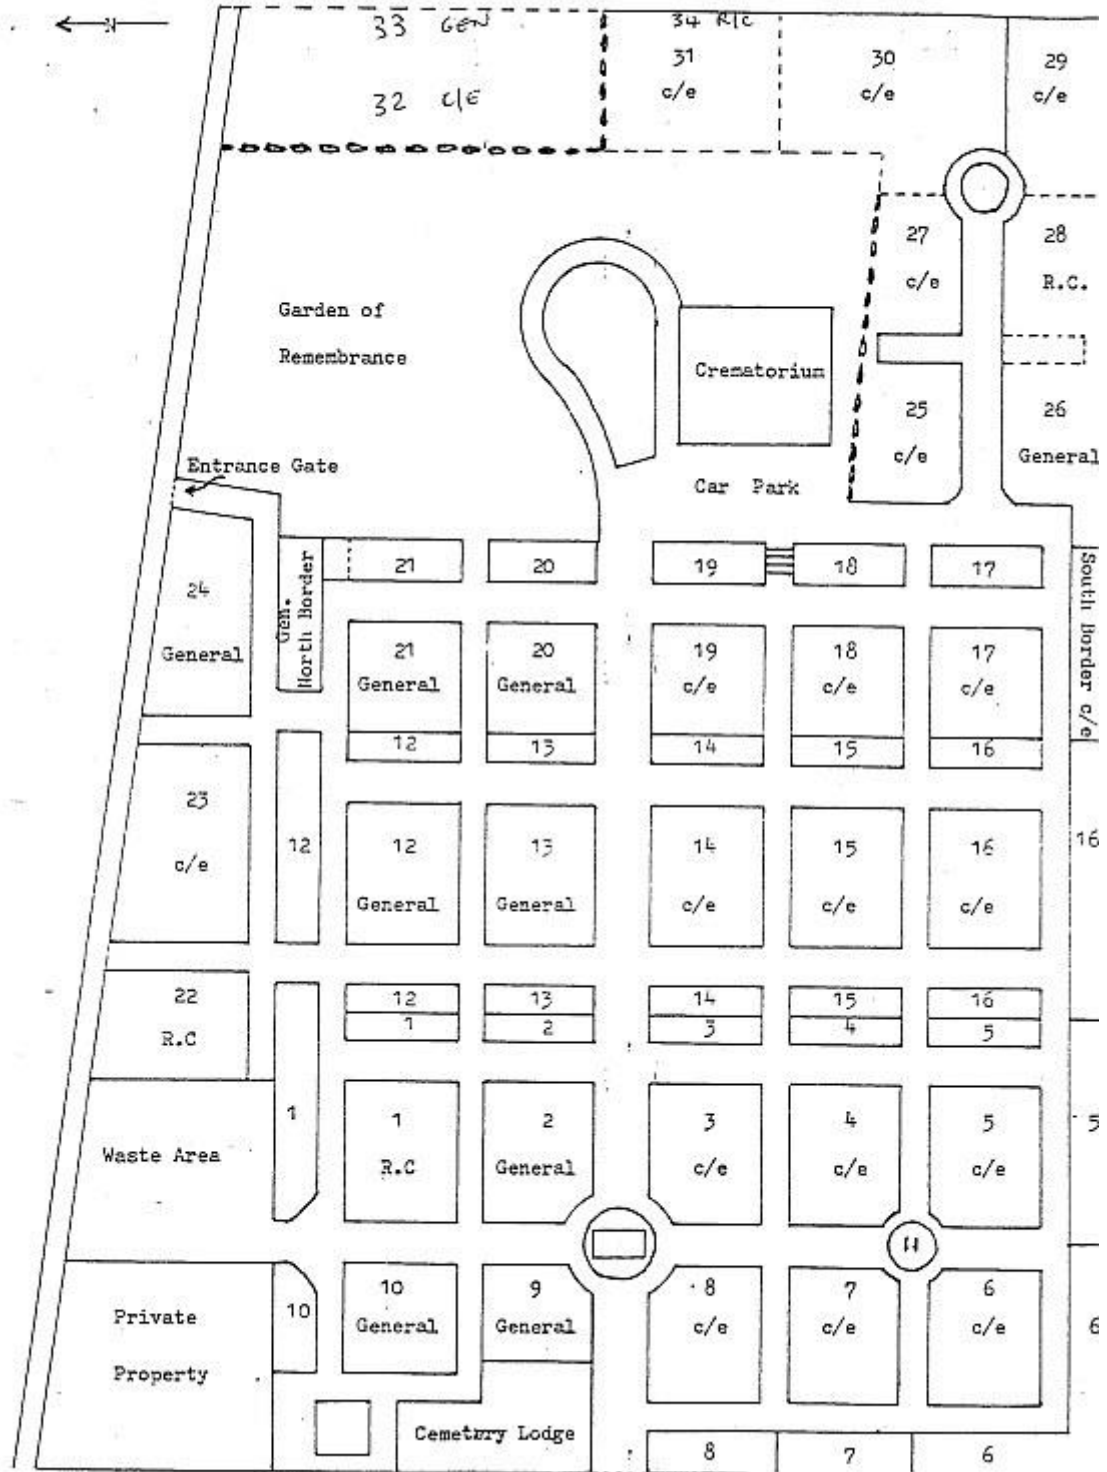 N
33 GEN
34 R/C
31
30
29
32 C/E
c/e
c/e
c/e
27
28
c/e
R.C.
Garden of
Remembrance
Crematorium
25
26
c/e
General
Entrance Gate
Car Park
21
20
19
18
17
24
General
Gen.
North Border
South Border c/e
21
20
19
18
17
General
General
c/e
c/e
c/e
12
13
14
15
16
23
c/e
12
12
13
14
15
16
16
General
General
c/e
c/e
c/e
22
R.C
12
13
14
15
16
1
2
3
4
5
1
1
2
3
4
5
5
R.C
General
c/e
c/e
c/e
Waste Area
11
10
10
9
8
7
6
6
General
General
c/e
c/e
c/e
Private
Property
Cemetery Lodge
8
7
6